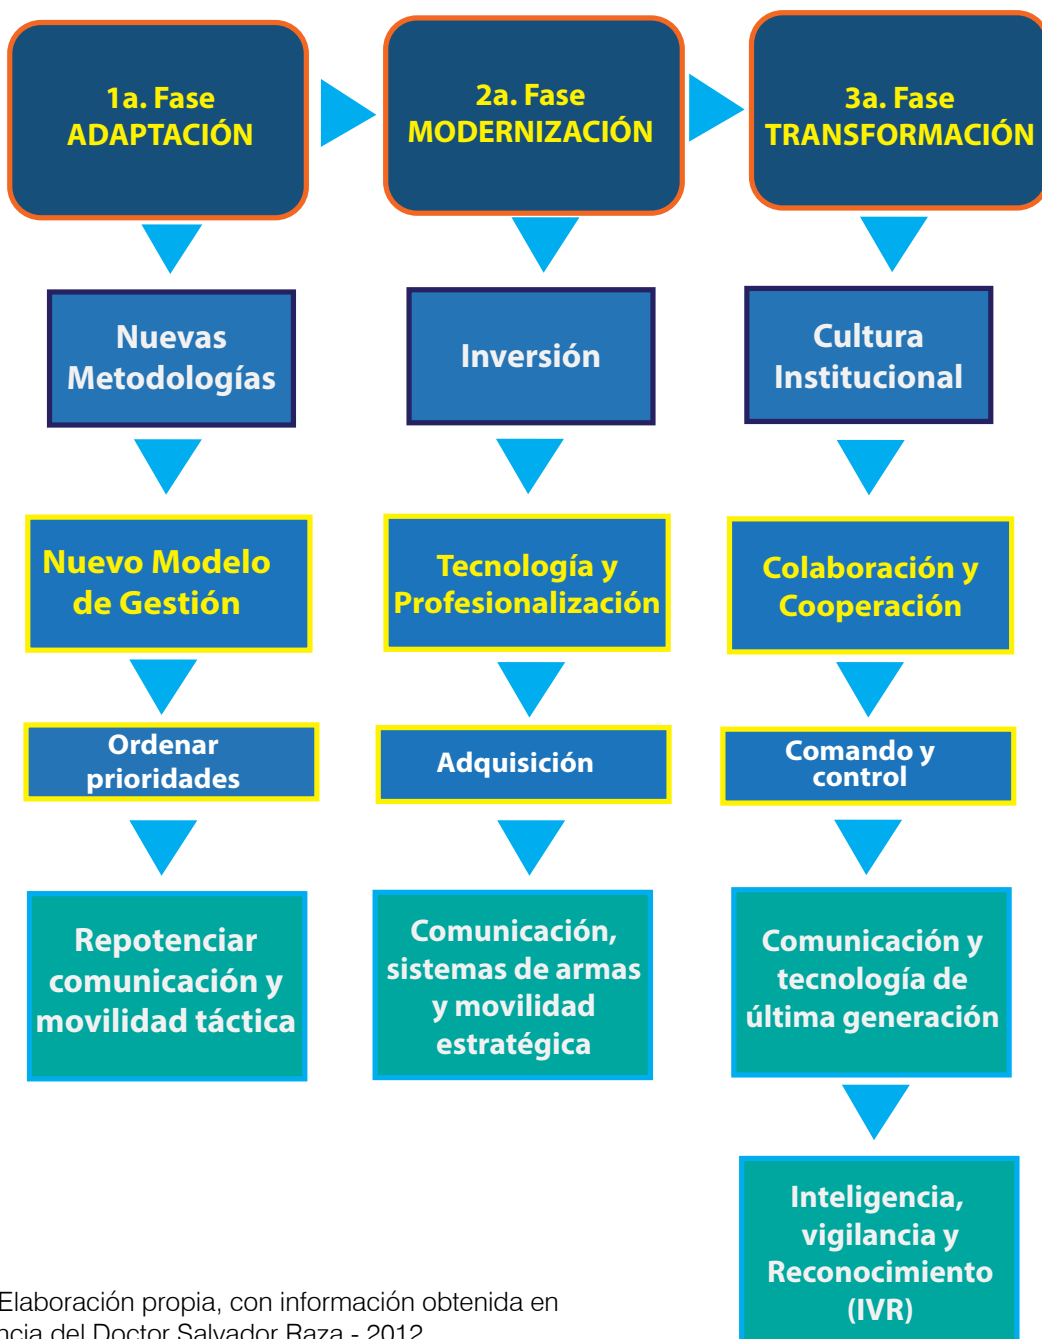 1a. Fase
ADAPTACIÓN
2a. Fase
MODERNIZACIÓN
3a. Fase
TRANSFORMACIÓN
Nuevas
Metodologías
Inversión
Cultura
Institucional
Nuevo Modelo
de Gestión
Tecnología y
Profesionalización
Colaboración y
Cooperación
Ordenar
prioridades
Adquisición
Comando y
control
Repotenciar
comunicación y
movilidad táctica
Comunicación,
sistemas de armas
y movilidad
estratégica
Comunicación y
tecnología de
última generación
Inteligencia,
vigilancia y
Reconocimiento
(IVR)
Elaboración propia, con información obtenida en
ncia del Doctor Salvador Raza - 2012